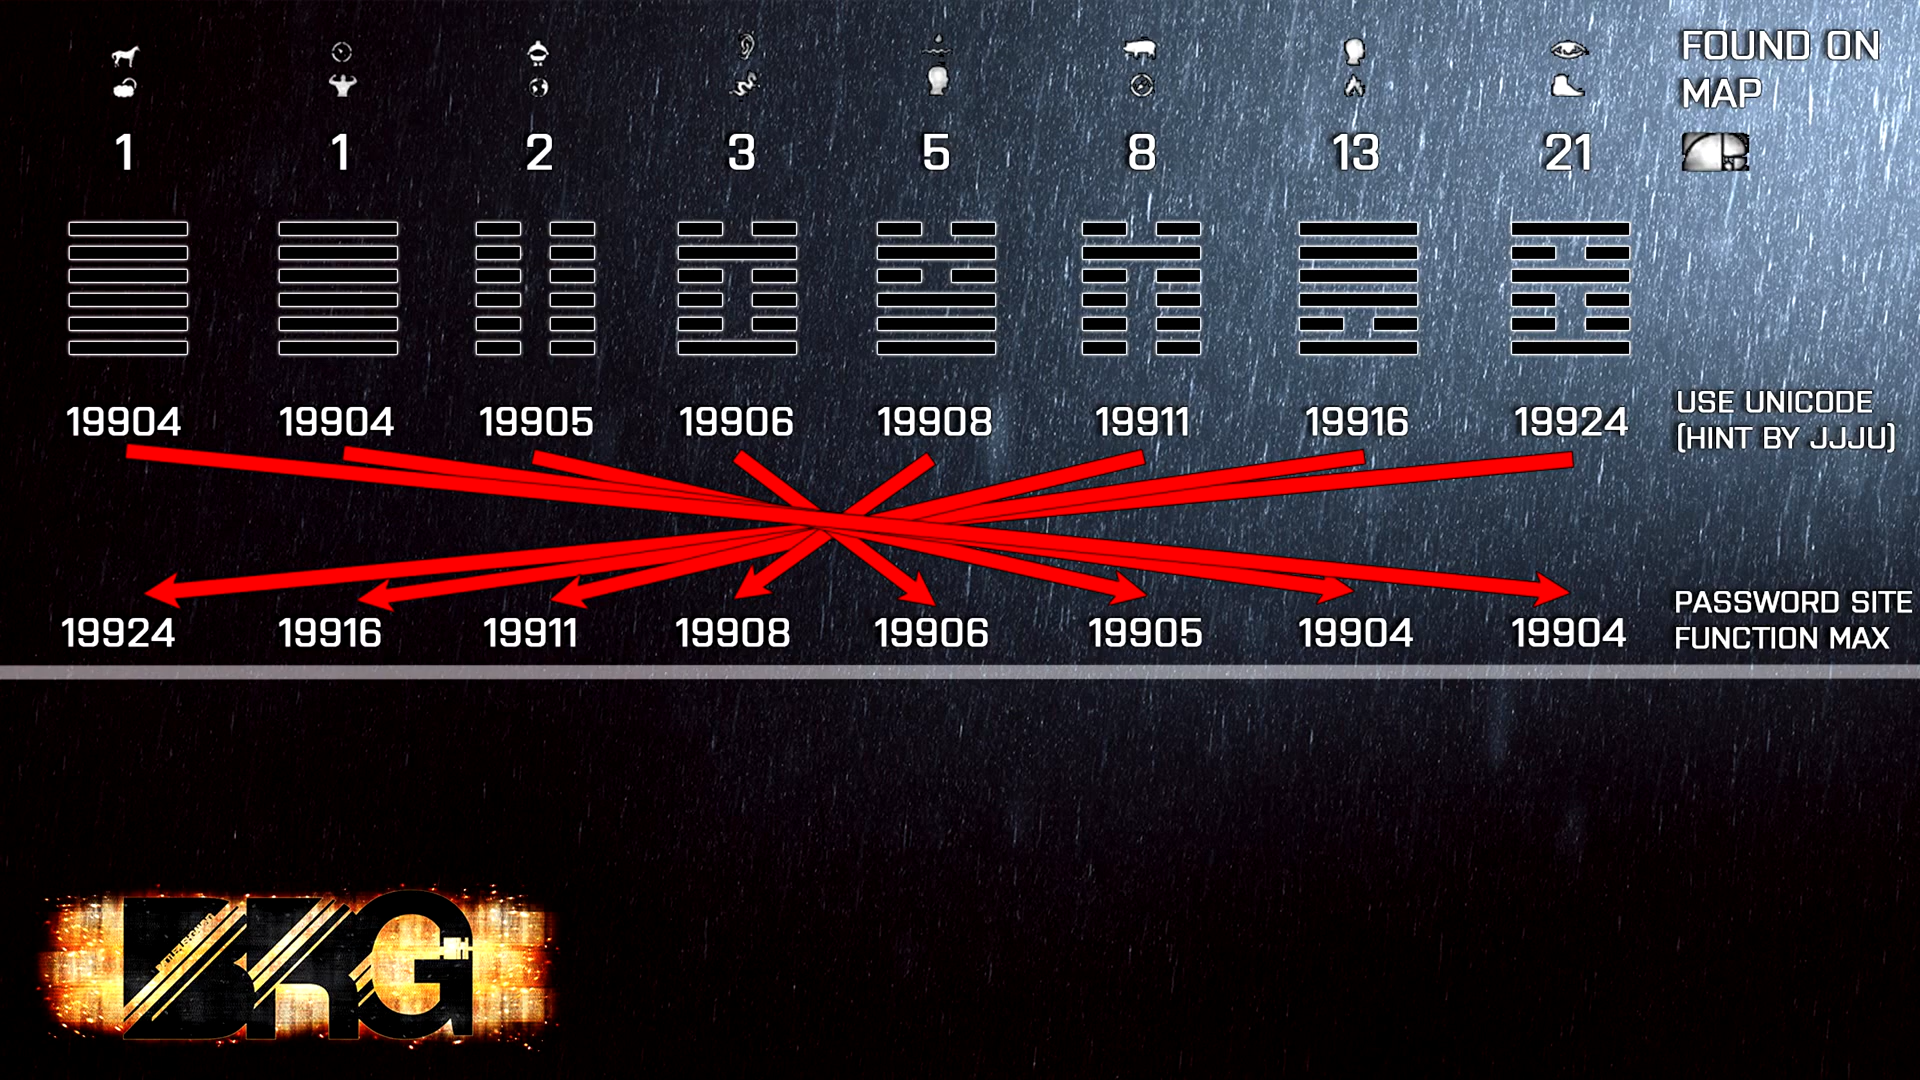 FOUND ON
MAP
1 1 2 3 5 8 13 21
19904 19904 19905 19906 19908 19911 19916 19924
USE UNICODE
(HINT BY JJJU)
19924 19916 19911 19908 19906 19905 19904 19904
PASSWORD SITE
FUNCTION MAX
BKG